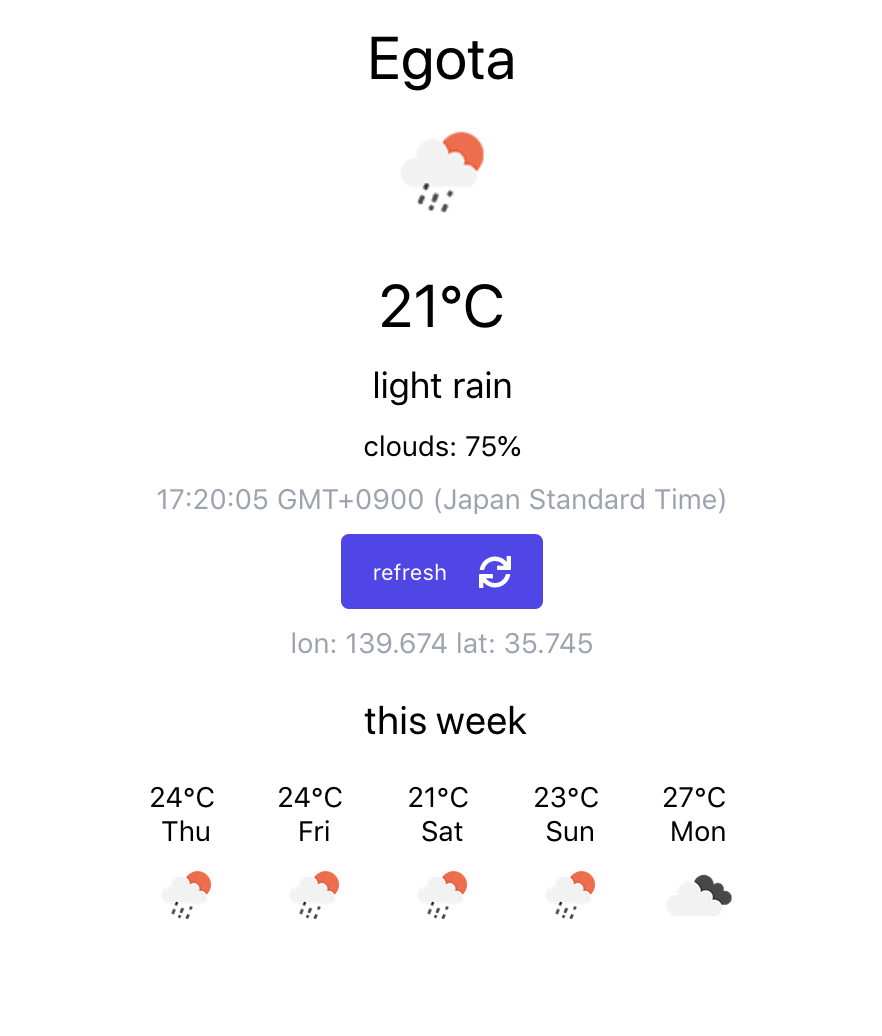 Egota
21°C
light rain
clouds: 75%
17:20:05 GMT+0900 (Japan Standard Time)
refresh
lon: 139.674 lat: 35.745
this week
24°C 24°C 21°C 23°C 27°C
Thu Fri Sat Sun Mon